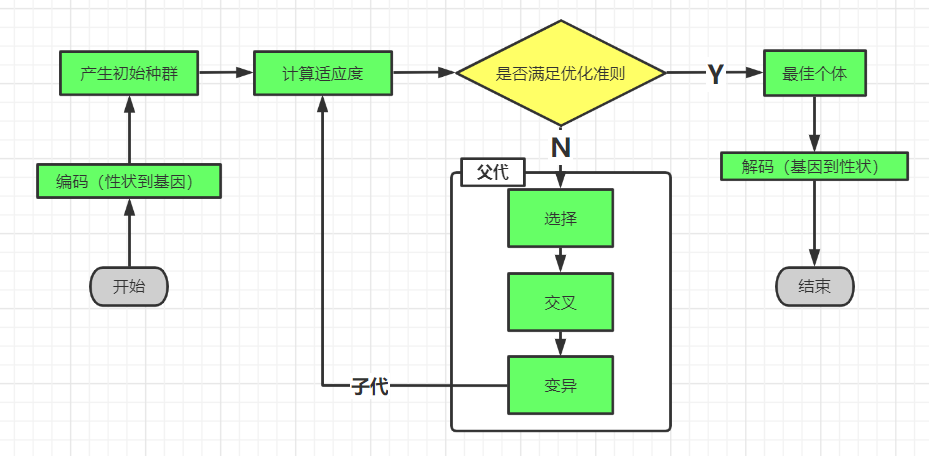 产生初始种群
计算适应度
是否满足优化准则
Y
最佳个体
N
编码（性状到基因）
父代
解码（基因到性状）
选择
开始
结束
交叉
子代
变异